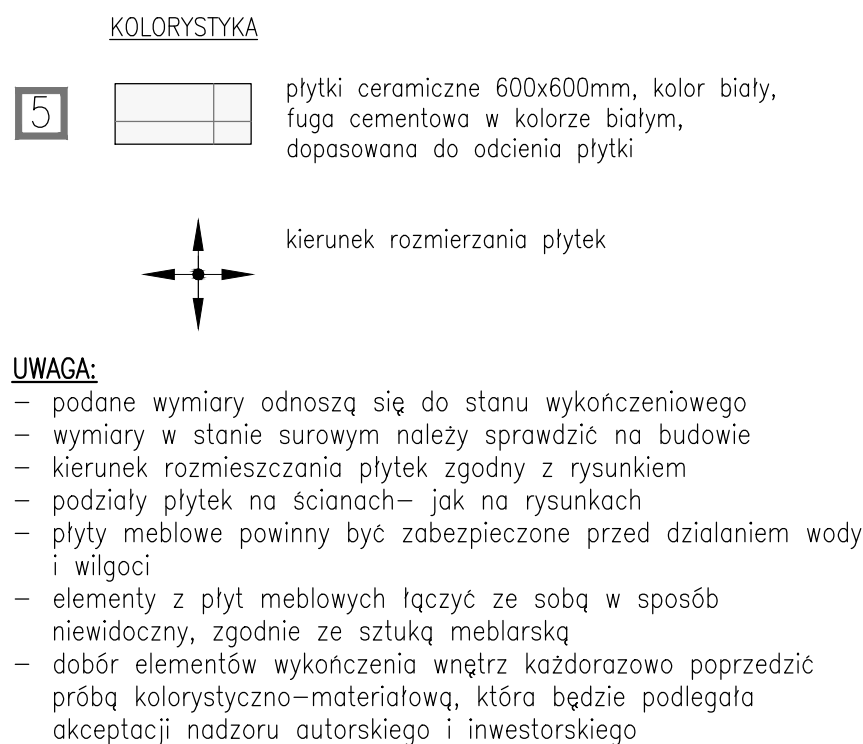 KOLORYSTYKA
5
płytki ceramiczne 600x600mm, kolor biały,
fuga cementowa w kolorze białym,
dopasowana do odcienia płytki
kierunek rozmierzania płytek
UWAGA:
– podane wymiary odnoszą się do stanu wykończeniowego
– wymiary w stanie surowym należy sprawdzić na budowie
– kierunek rozmieszczania płytek zgodny z rysunkiem
– podziały płytek na ścianach– jak na rysunkach
– płyty meblowe powinny być zabezpieczone przed dzialaniem wody
i wilgoci
– elementy z płyt meblowych łączyć ze sobą w sposób
niewidoczny, zgodnie ze sztuką meblarską
– dobór elementów wykończenia wnętrz każdorazowo poprzedzić
próbą kolorystyczno–materiałową, która będzie podlegała
akceptacji nadzoru autorskiego i inwestorskiego